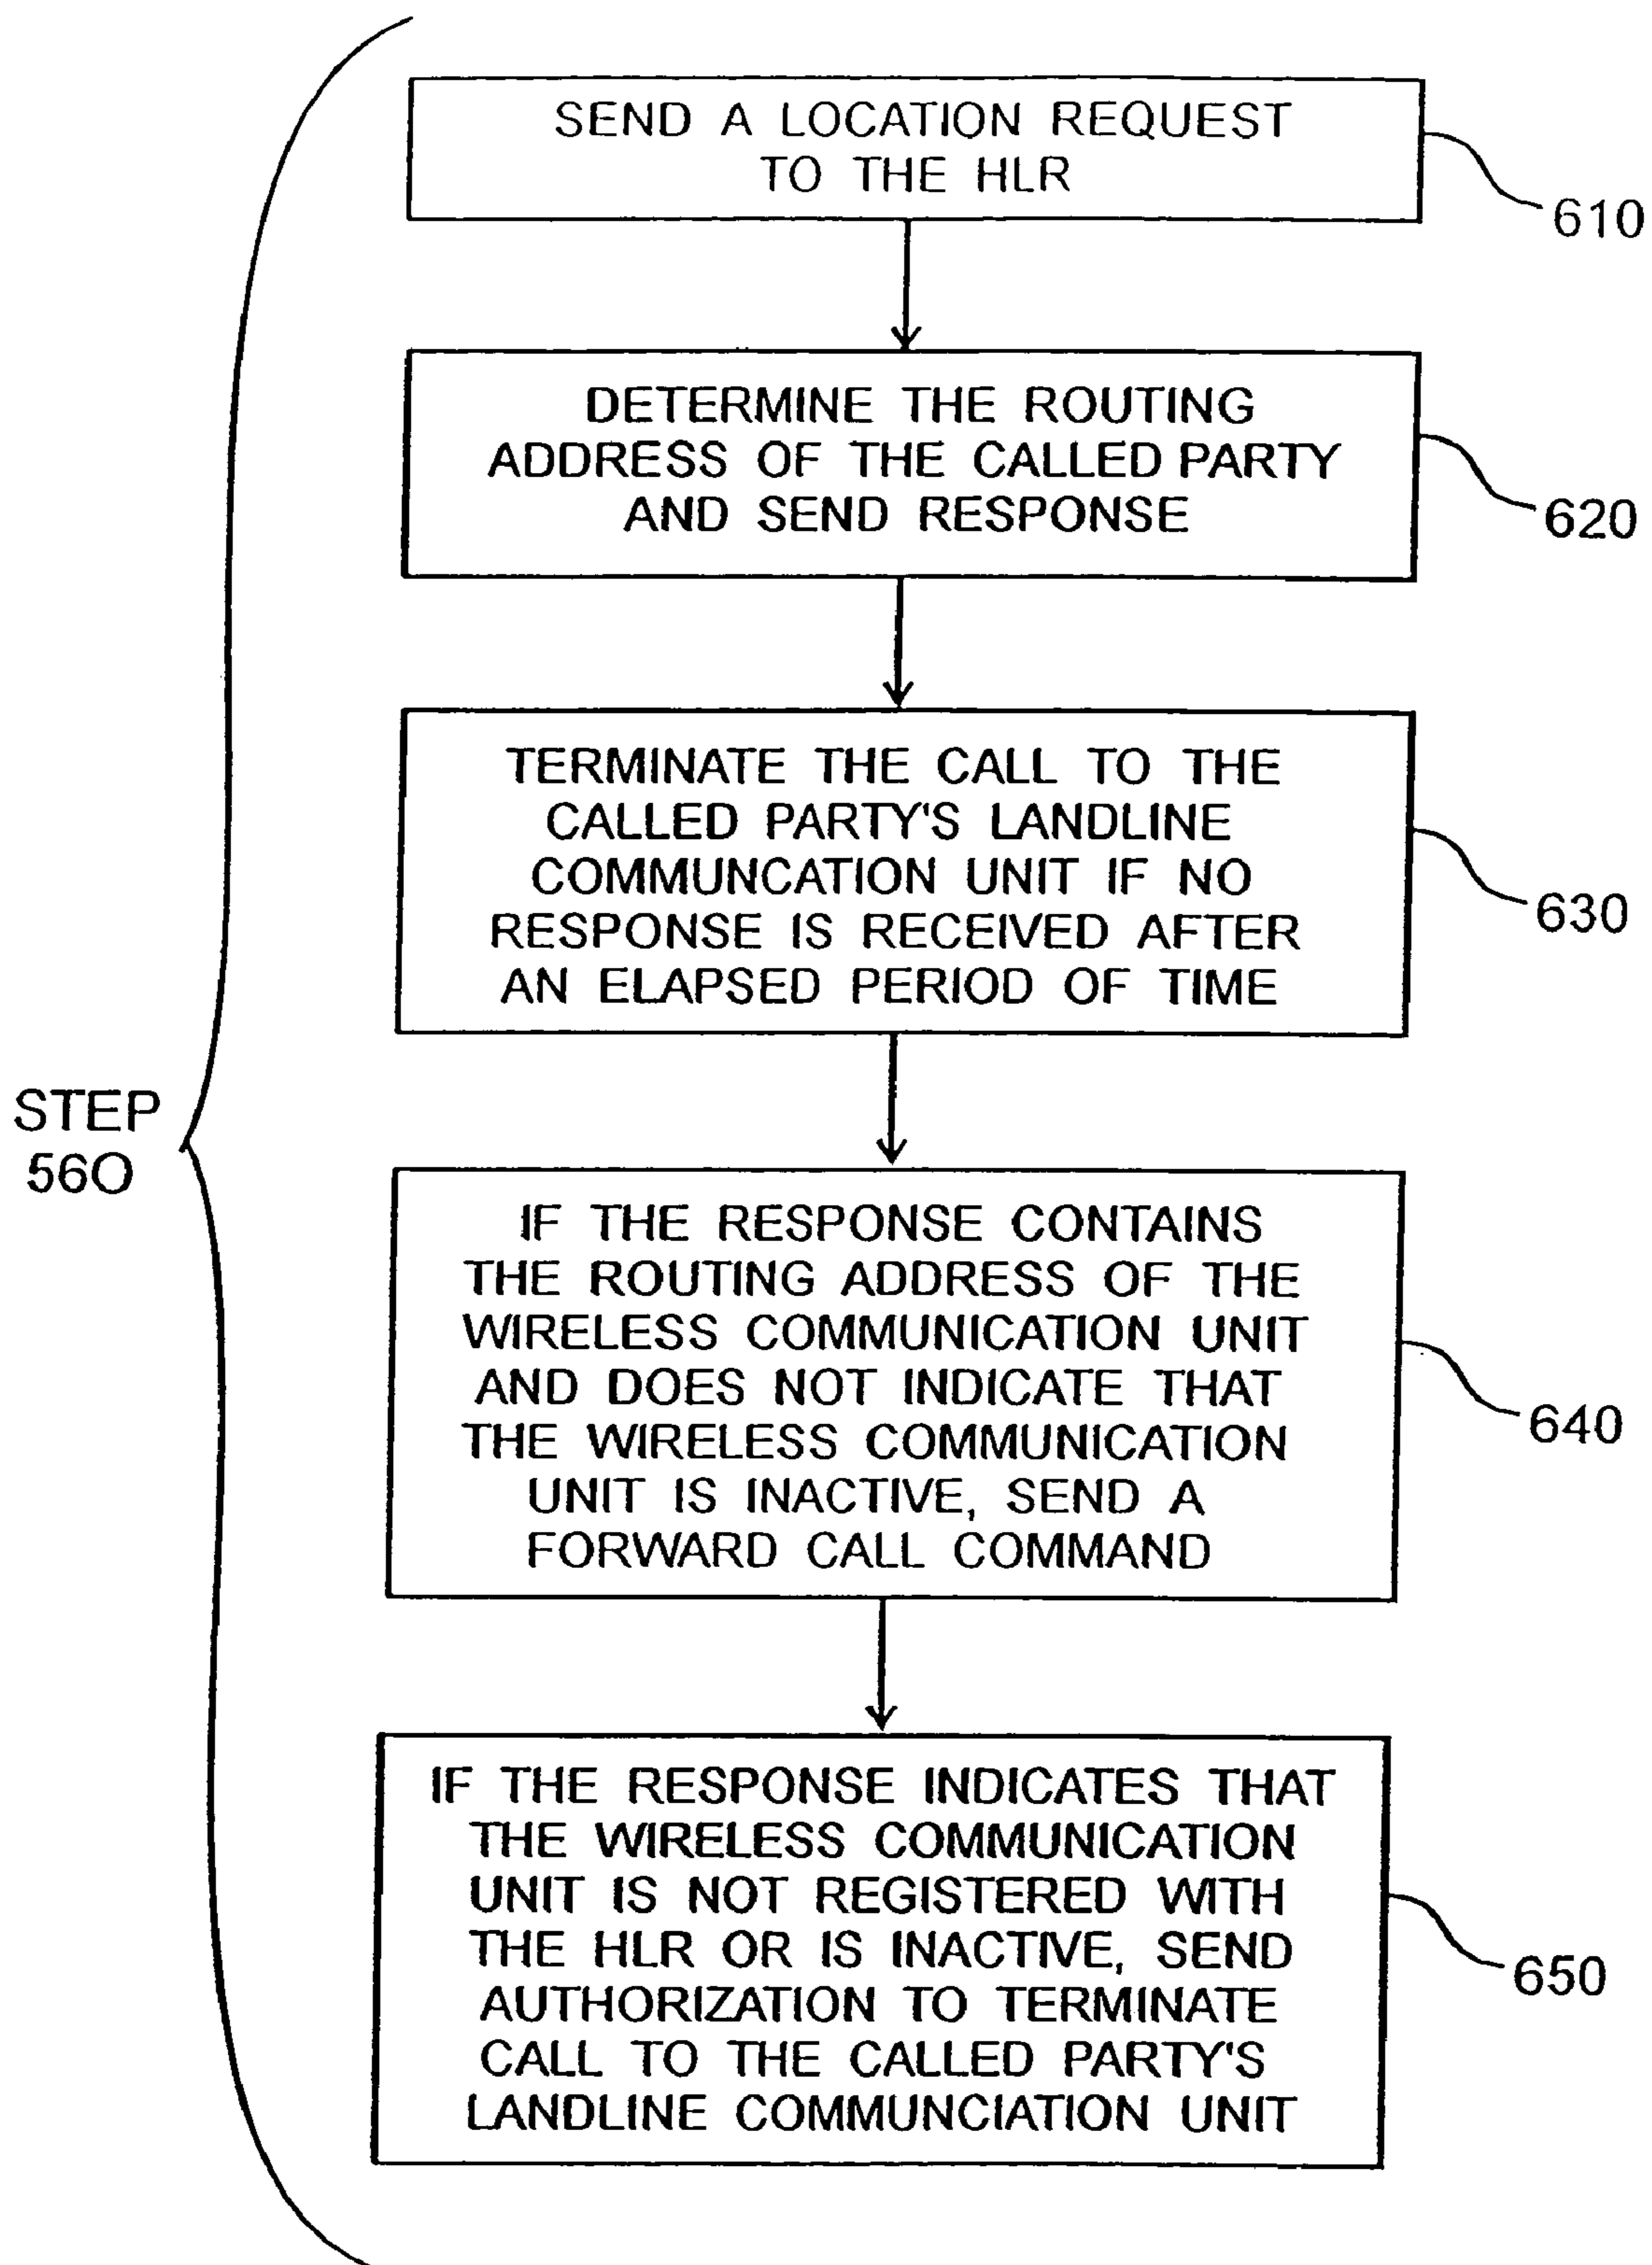 SEND A LOCATION REQUEST
TO THE HLR
610
DETERMINE THE ROUTING
ADDRESS OF THE CALLED PARTY
AND SEND RESPONSE
620
TERMINATE THE CALL TO THE
CALLED PARTY'S LANDLINE
COMMUNCATION UNIT IF NO
RESPONSE IS RECEIVED AFTER
AN ELAPSED PERIOD OF TIME
630
STEP
560
IF THE RESPONSE CONTAINS
THE ROUTING ADDRESS OF THE
WIRELESS COMMUNICATION UNIT
AND DOES NOT INDICATE THAT
THE WIRELESS COMMUNICATION
UNIT IS INACTIVE, SEND A
FORWARD CALL COMMAND
640
IF THE RESPONSE INDICATES THAT
THE WIRELESS COMMUNICATION
UNIT IS NOT REGISTERED WITH
THE HLR OR IS INACTIVE, SEND
AUTHORIZATION TO TERMINATE
CALL TO THE CALLED PARTY'S
LANDLINE COMMUNCIATION UNIT
650